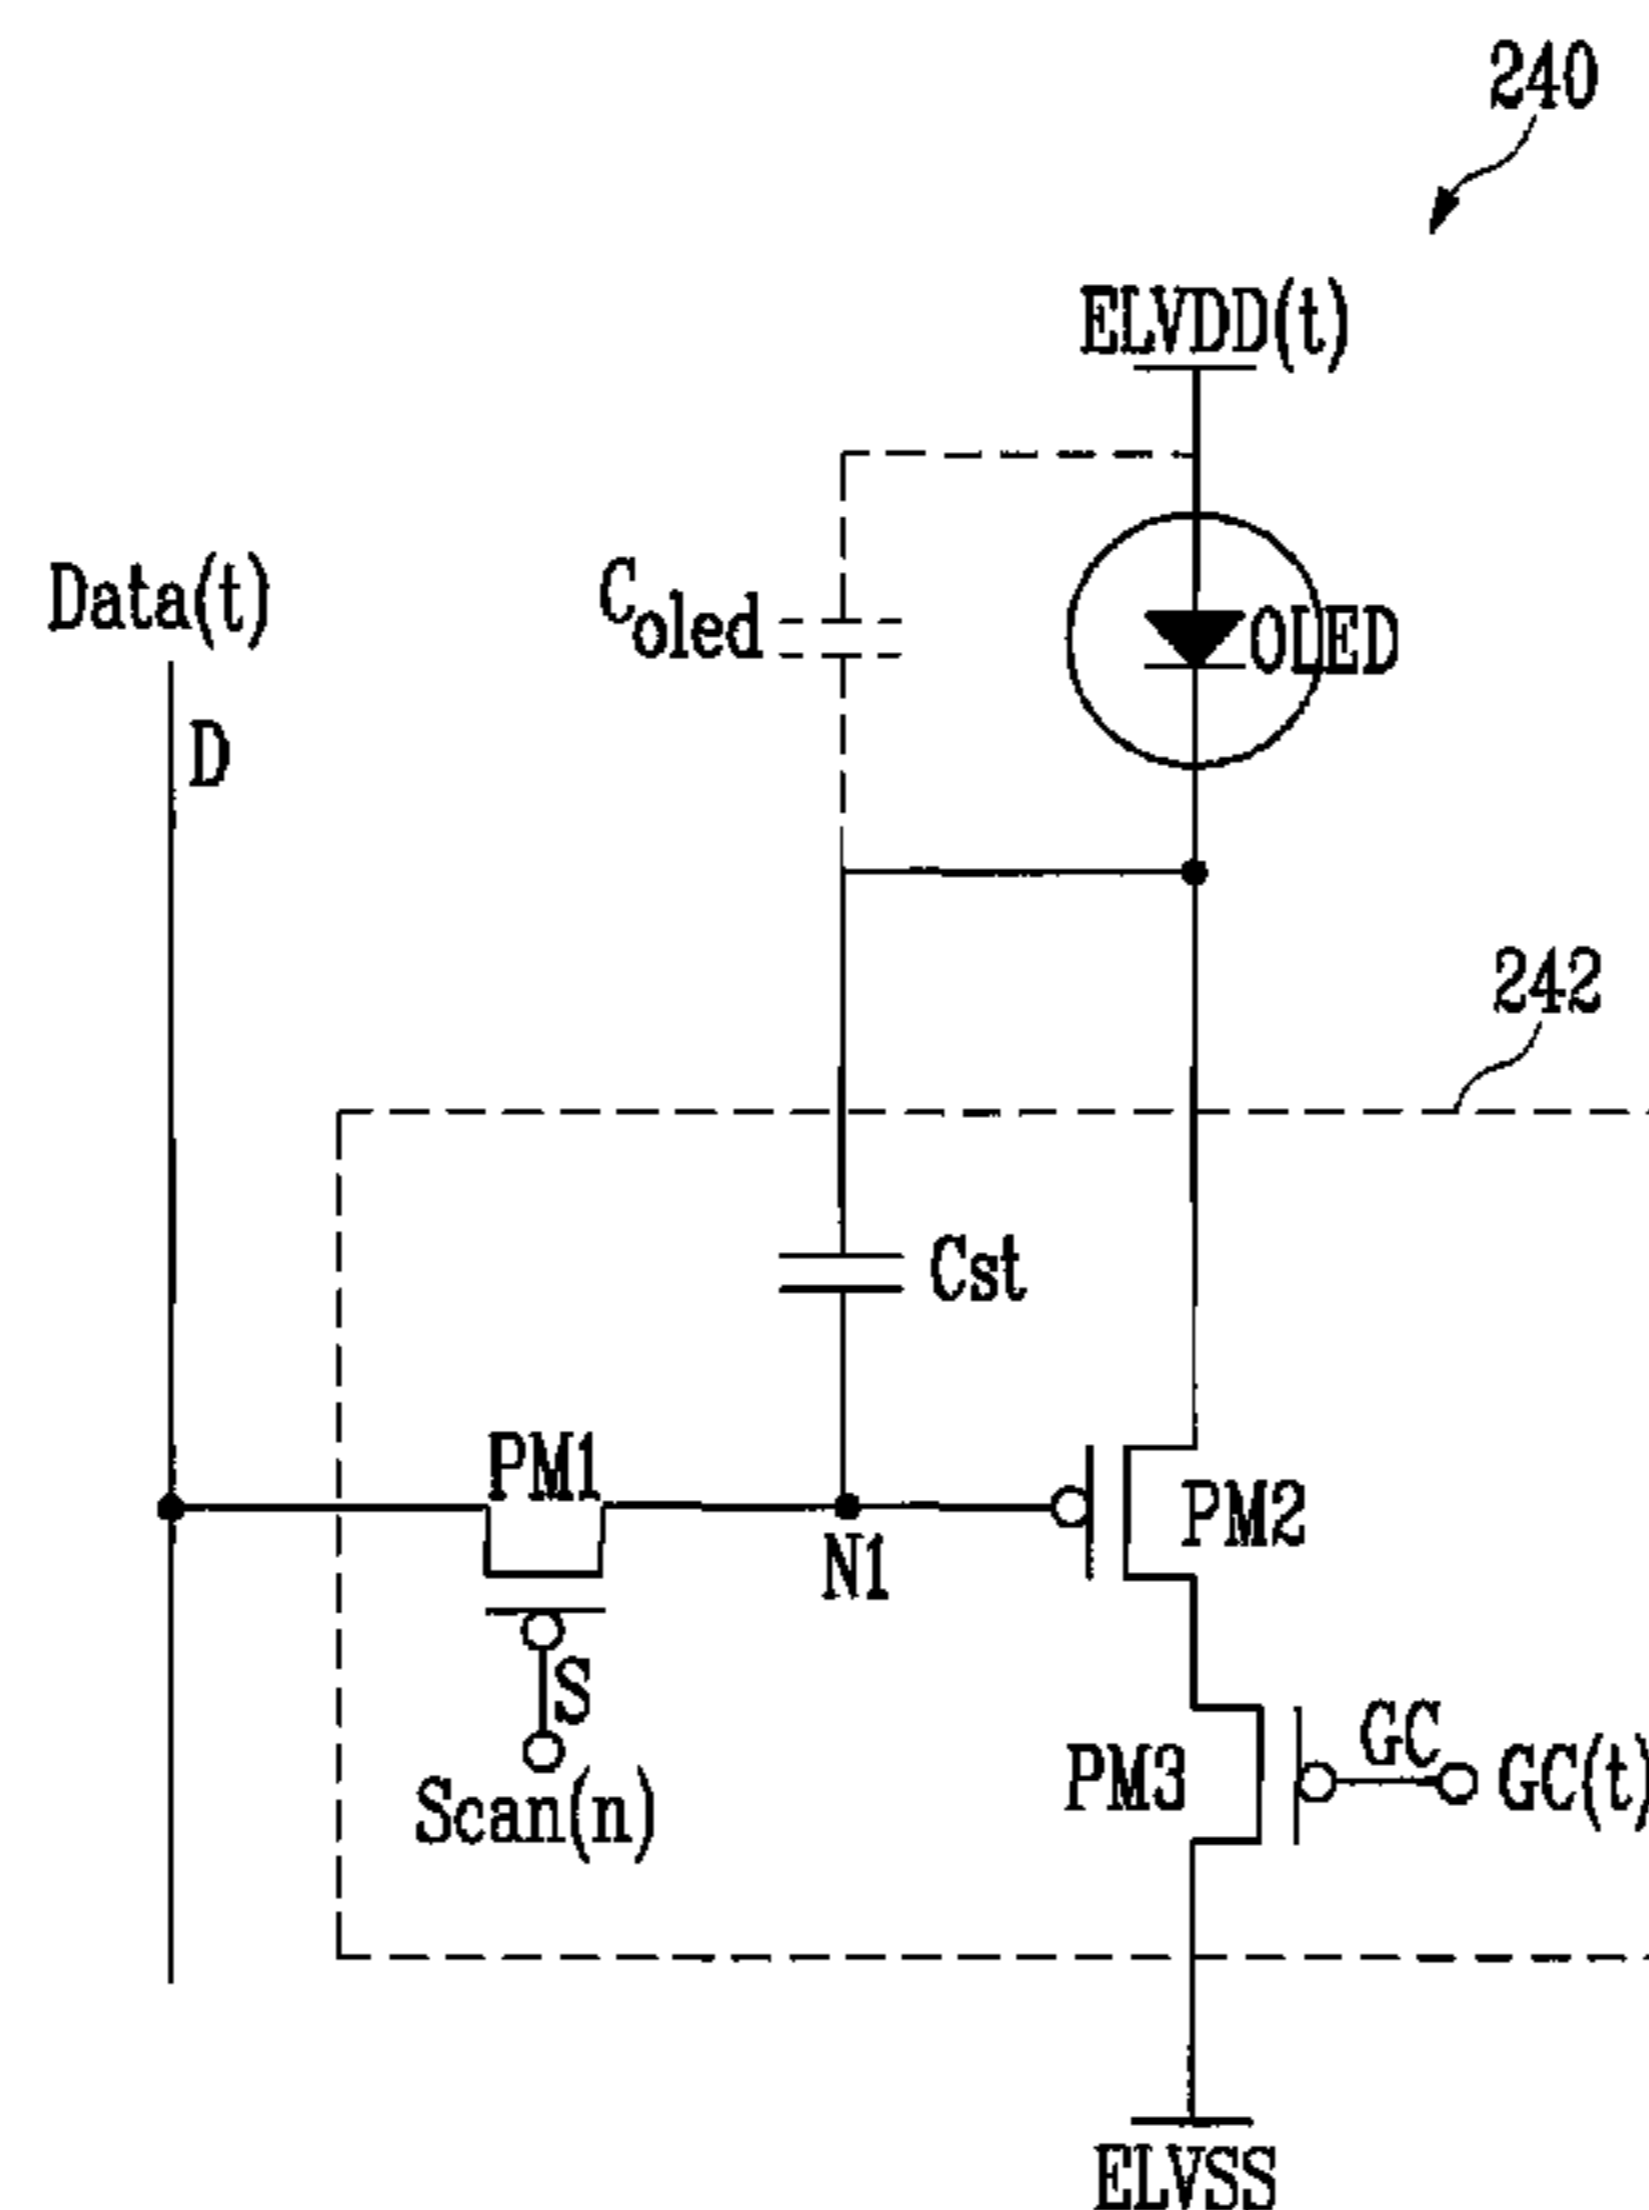 240
ELVDD(t)
Data(t)
Coled
OLED
D
242
Cst
PM1
PM2
N1
S
GC
PM3
GC(t)
Scan(n)
ELVSS